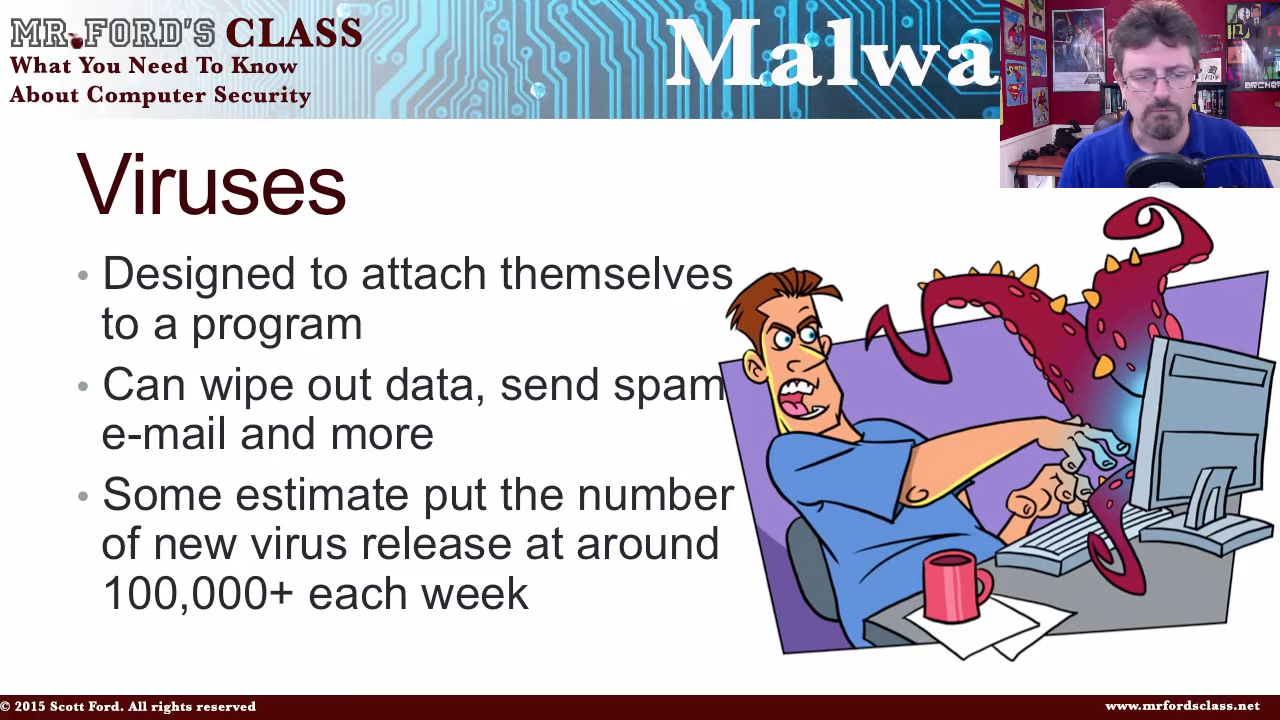 MR.FORD'S CLASS
What You Need To Know
About Computer Security
Malwa
Viruses
• Designed to attach themselves
to a program
• Can wipe out data, send spam
e-mail and more
• Some estimate put the number
of new virus release at around
100,000+ each week
© 2015 Scott Ford. All rights reserved
www.mrfordsclass.net